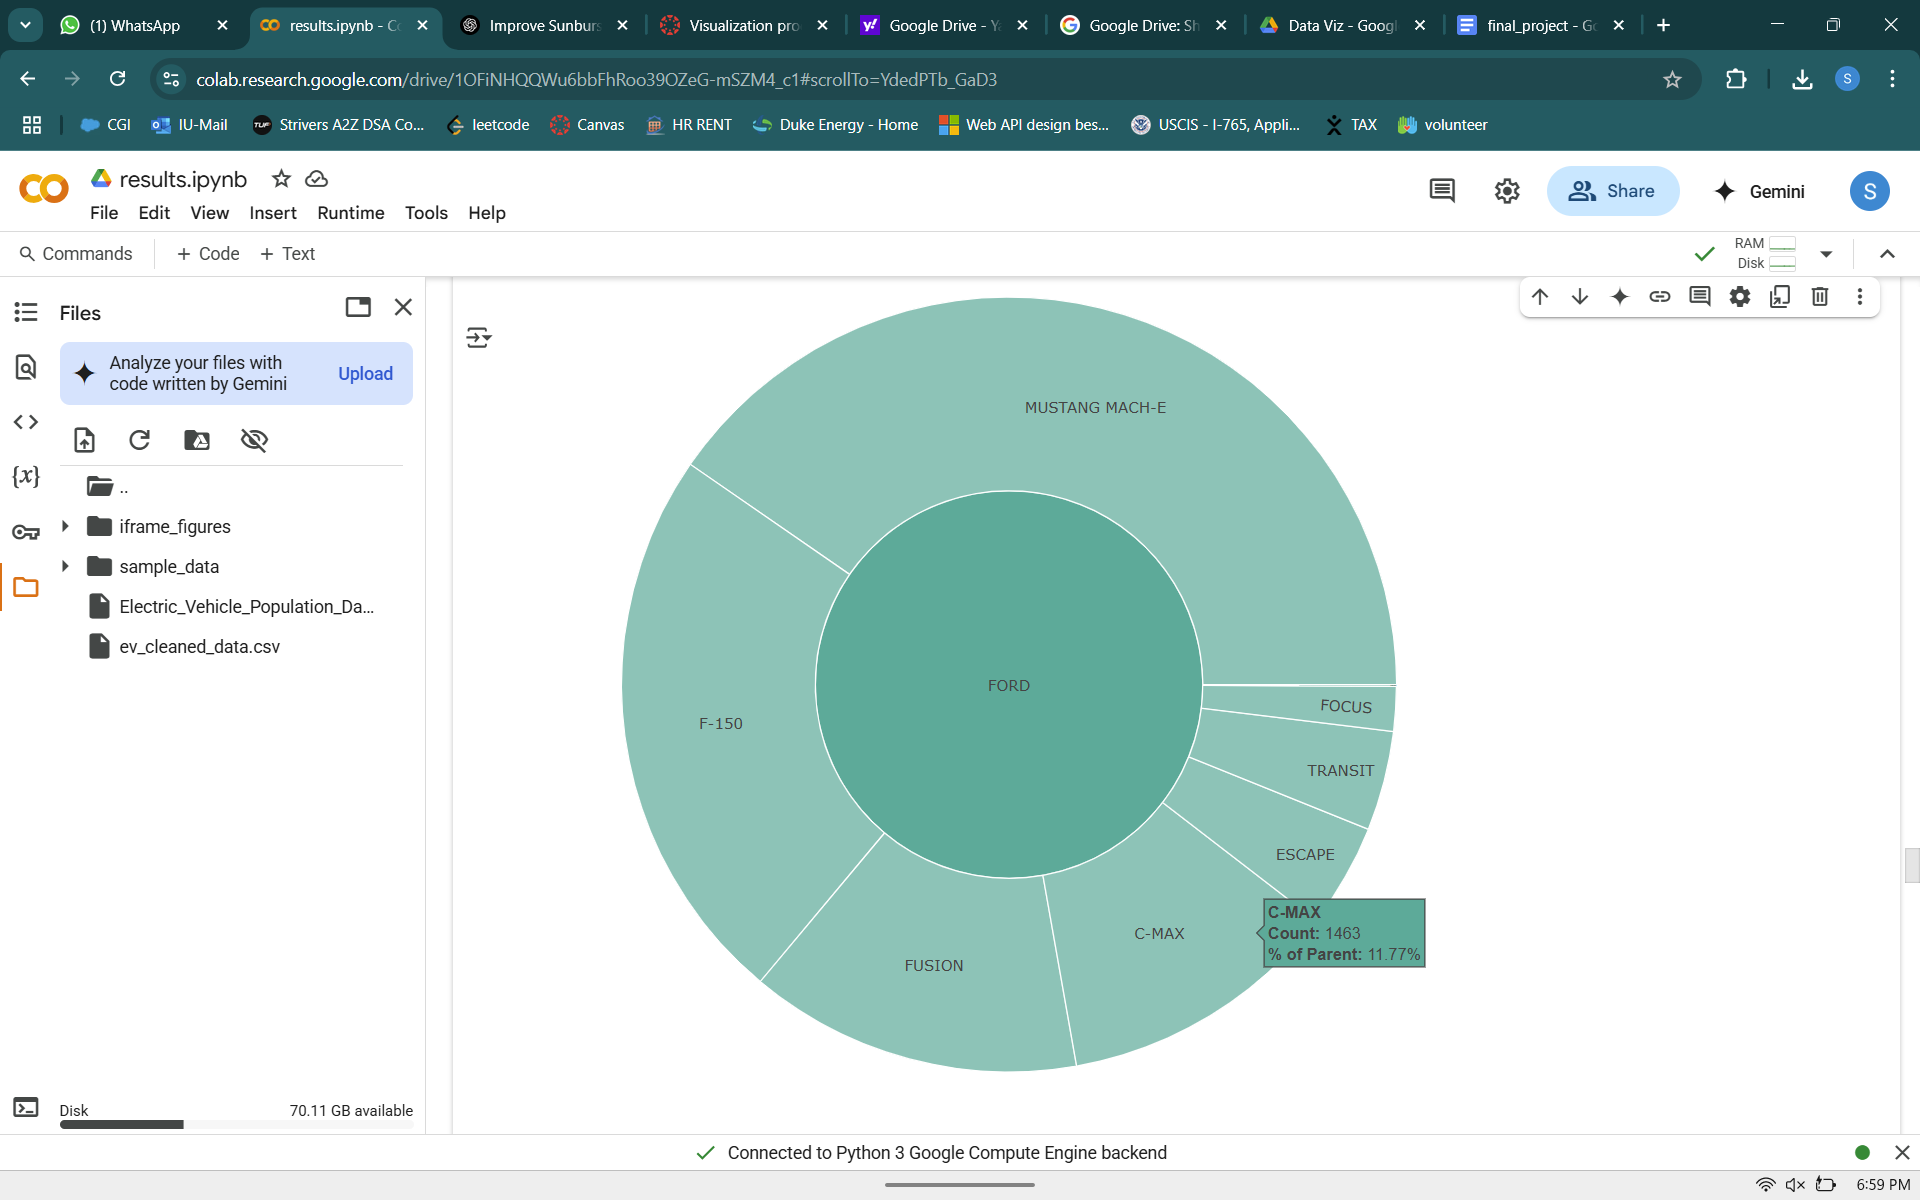 (1) WhatsApp
results.ipynb - Co
Improve Sunburs
Visualization pro
Google Drive - Ya
Google Drive: Sh
Data Viz - Googl
final_project - Go
colab.research.google.com/drive/1OFiNHQQWu6bbFhRoo39OZeG-mSZM4_c1#scrollTo=YdedPTb_GaD3
S
CGI
IU-Mail
TUF
Strivers A2Z DSA Co...
leetcode
Canvas
HR RENT
Duke Energy - Home
Web API design bes...
USCIS - I-765, Appli...
TAX
volunteer
results.ipynb
File Edit View Insert Runtime Tools Help
Share
Gemini
S
Commands
+ Code + Text
RAM
Disk
Files
Analyze your files with
code written by Gemini
Upload
{x}
..
iframe_figures
sample_data
Electric_Vehicle_Population_Da...
ev_cleaned_data.csv
Disk
70.11 GB available
MUSTANG MACH-E
FORD
F-150
FOCUS
TRANSIT
ESCAPE
C-MAX
FUSION
C-MAX
Count: 1463
% of Parent: 11.77%
Connected to Python 3 Google Compute Engine backend
6:59 PM